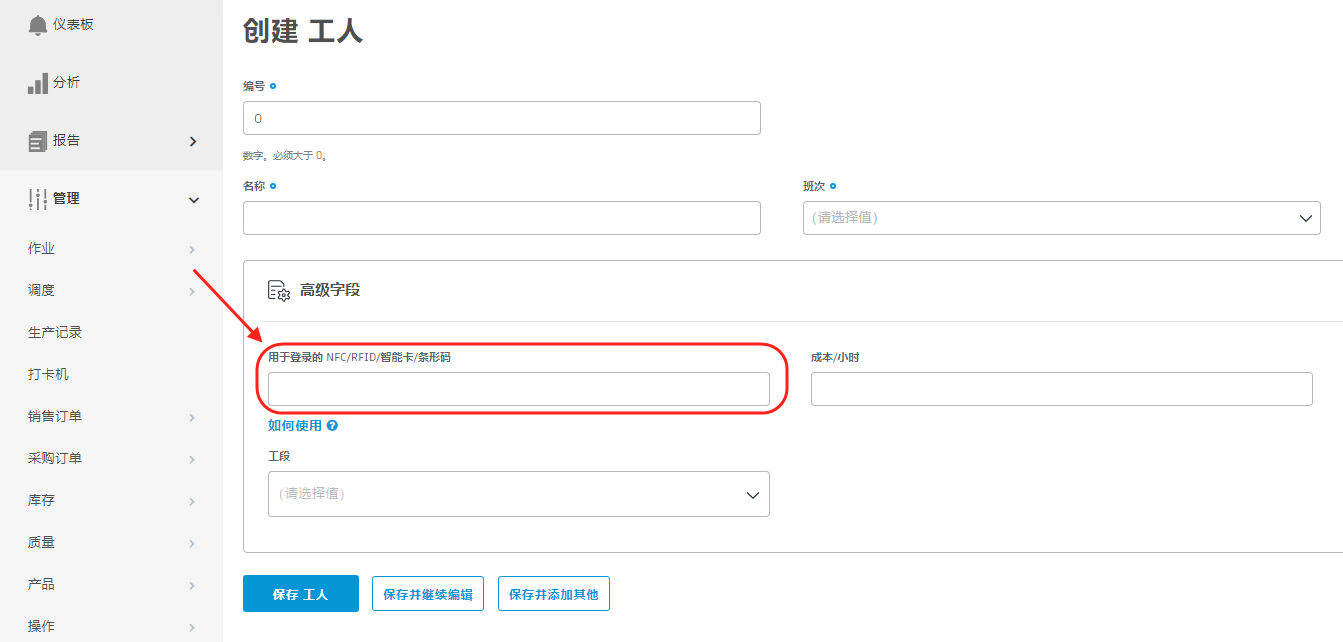 仪表板
分析
报告
管理
作业
调度
生产记录
打卡机
销售订单
采购订单
库存
质量
产品
操作
创建 工人
编号
0
数字。必须大于 0。
名称
班次
(请选择值)
高级字段
用于登录的 NFC/RFID/智能卡/条形码
成本/小时
如何使用 ?
工段
(请选择值)
保存 工人
保存并继续编辑
保存并添加其他